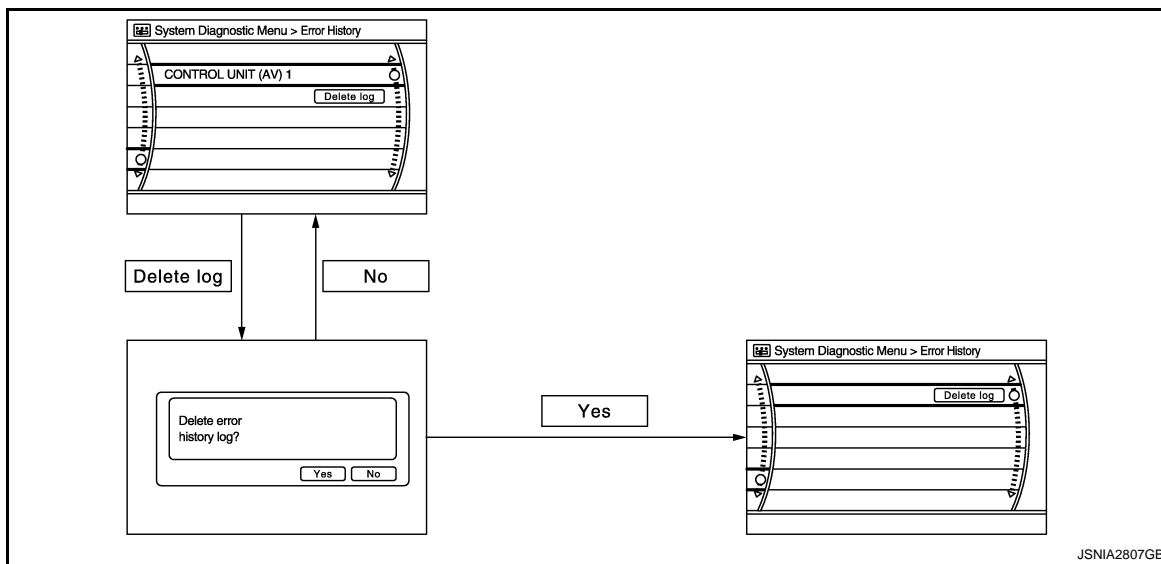 System Diagnostic Menu > Error History
CONTROL UNIT (AV) 1
Delete log
Delete log
No
Delete error
history log?
Yes
No
Yes
System Diagnostic Menu > Error History
Delete log
JSNIA2807GB